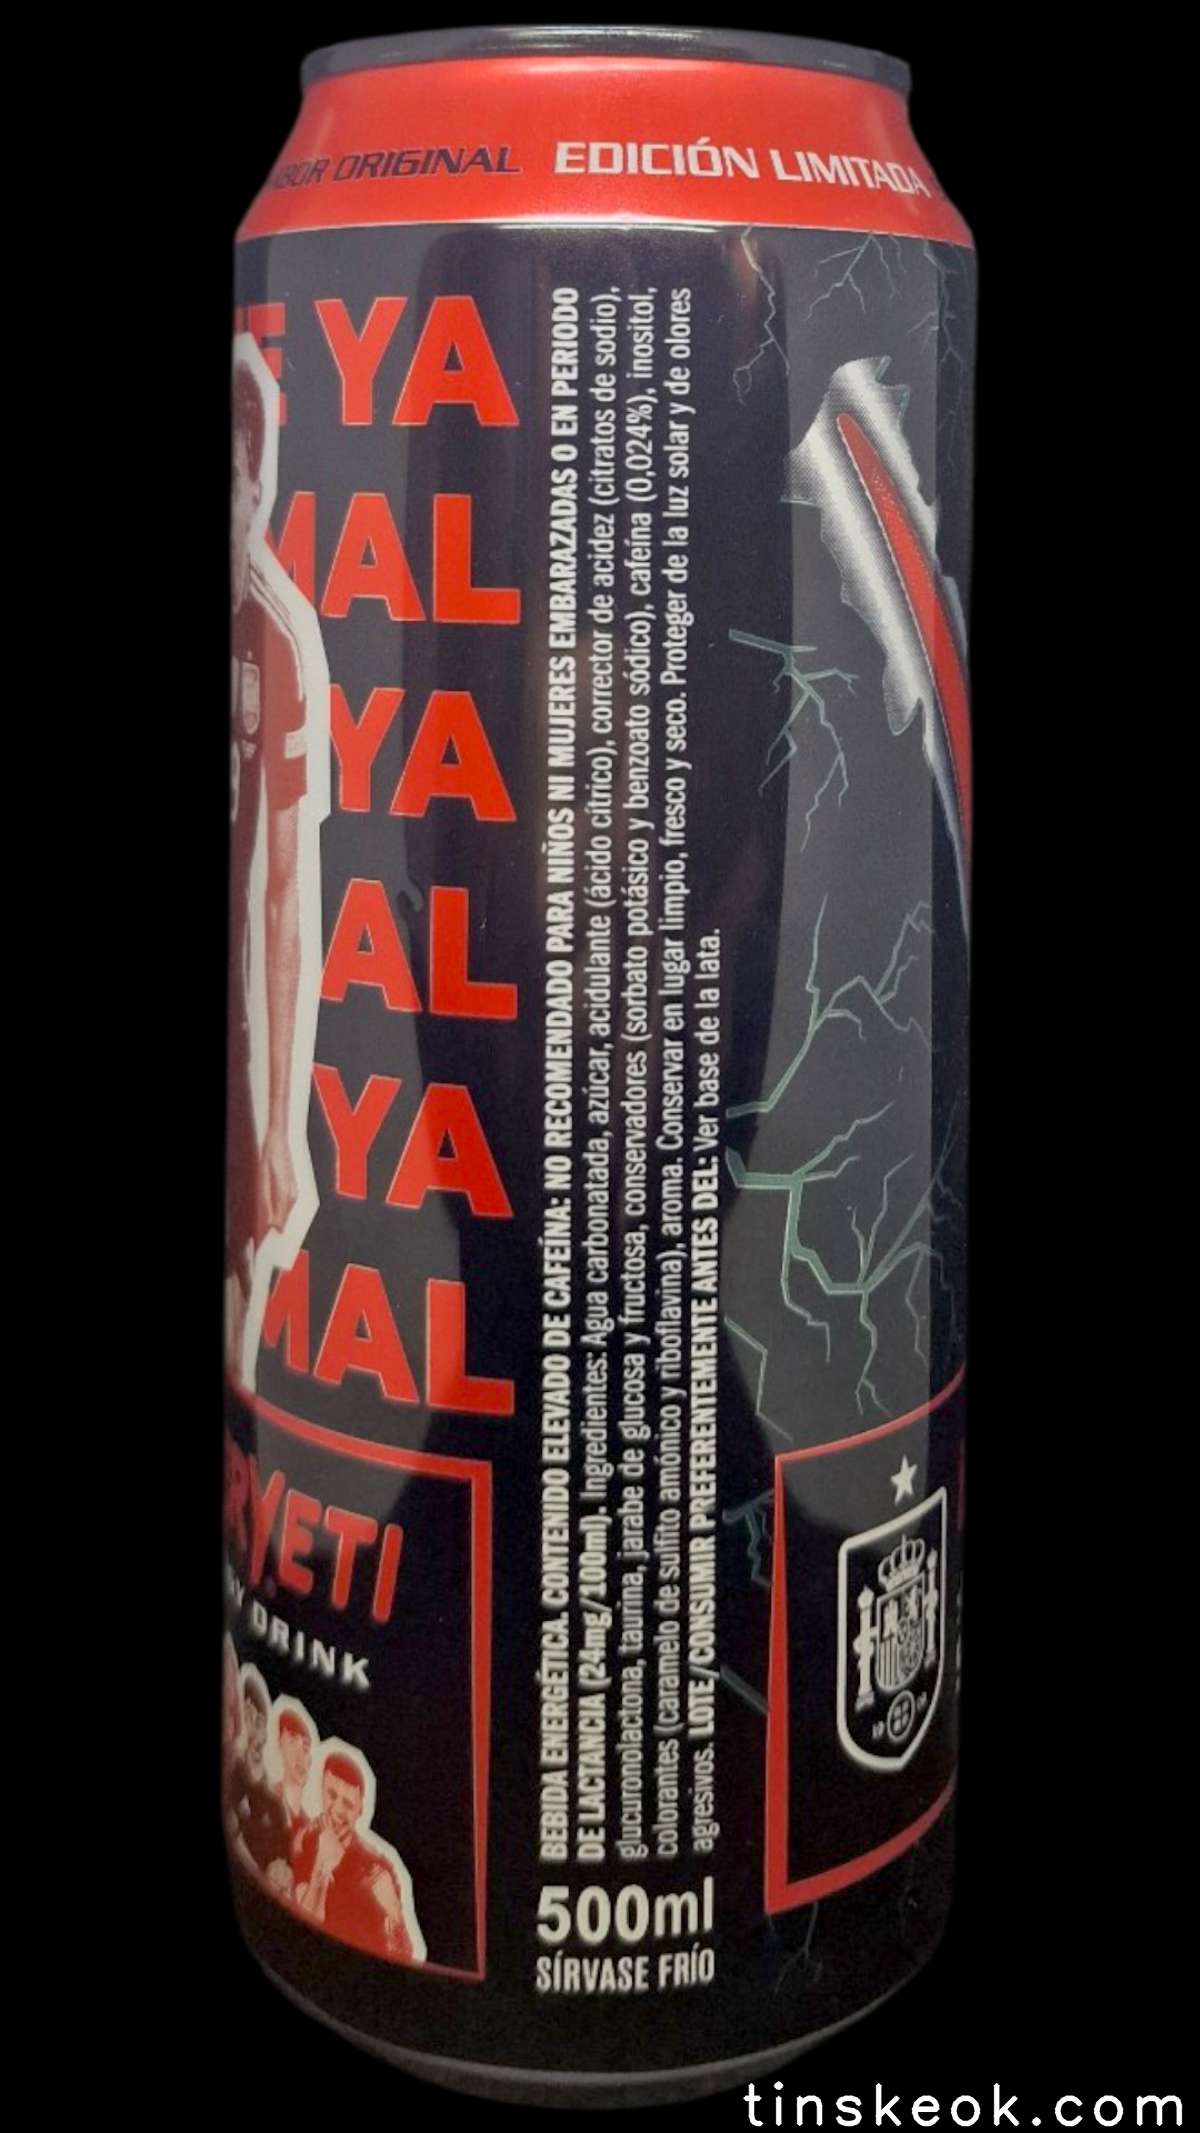 SABOR ORIGINAL EDICIÓN LIMITADA
YA
MAL
YA
AL
YA
MAL
YETI
DRINK
BEBIDA ENERGÉTICA. CONTENIDO ELEVADO DE CAFEÍNA: NO RECOMENDADO PARA NIÑOS NI MUJERES EMBARAZADAS O EN PERIODO
DE LACTANCIA (24mg/100ml). Ingredientes: Agua carbonatada, azúcar, acidulante (ácido cítrico), corrector de acidez (citratos de sodio),
glucuronolactona, taurina, jarabe de glucosa y fructosa, conservadores (sorbato potásico y benzoato sódico), cafeína (0,024%), inositol,
colorantes (caramelo de sulfito amónico y riboflavina), aroma. Conservar en lugar limpio, fresco y seco. Proteger de la luz solar y de olores
agresivos. LOTE/CONSUMIR PREFERENTEMENTE ANTES DEL: Ver base de la lata.
500ml
SÍRVASE FRÍO
tinskeok.com